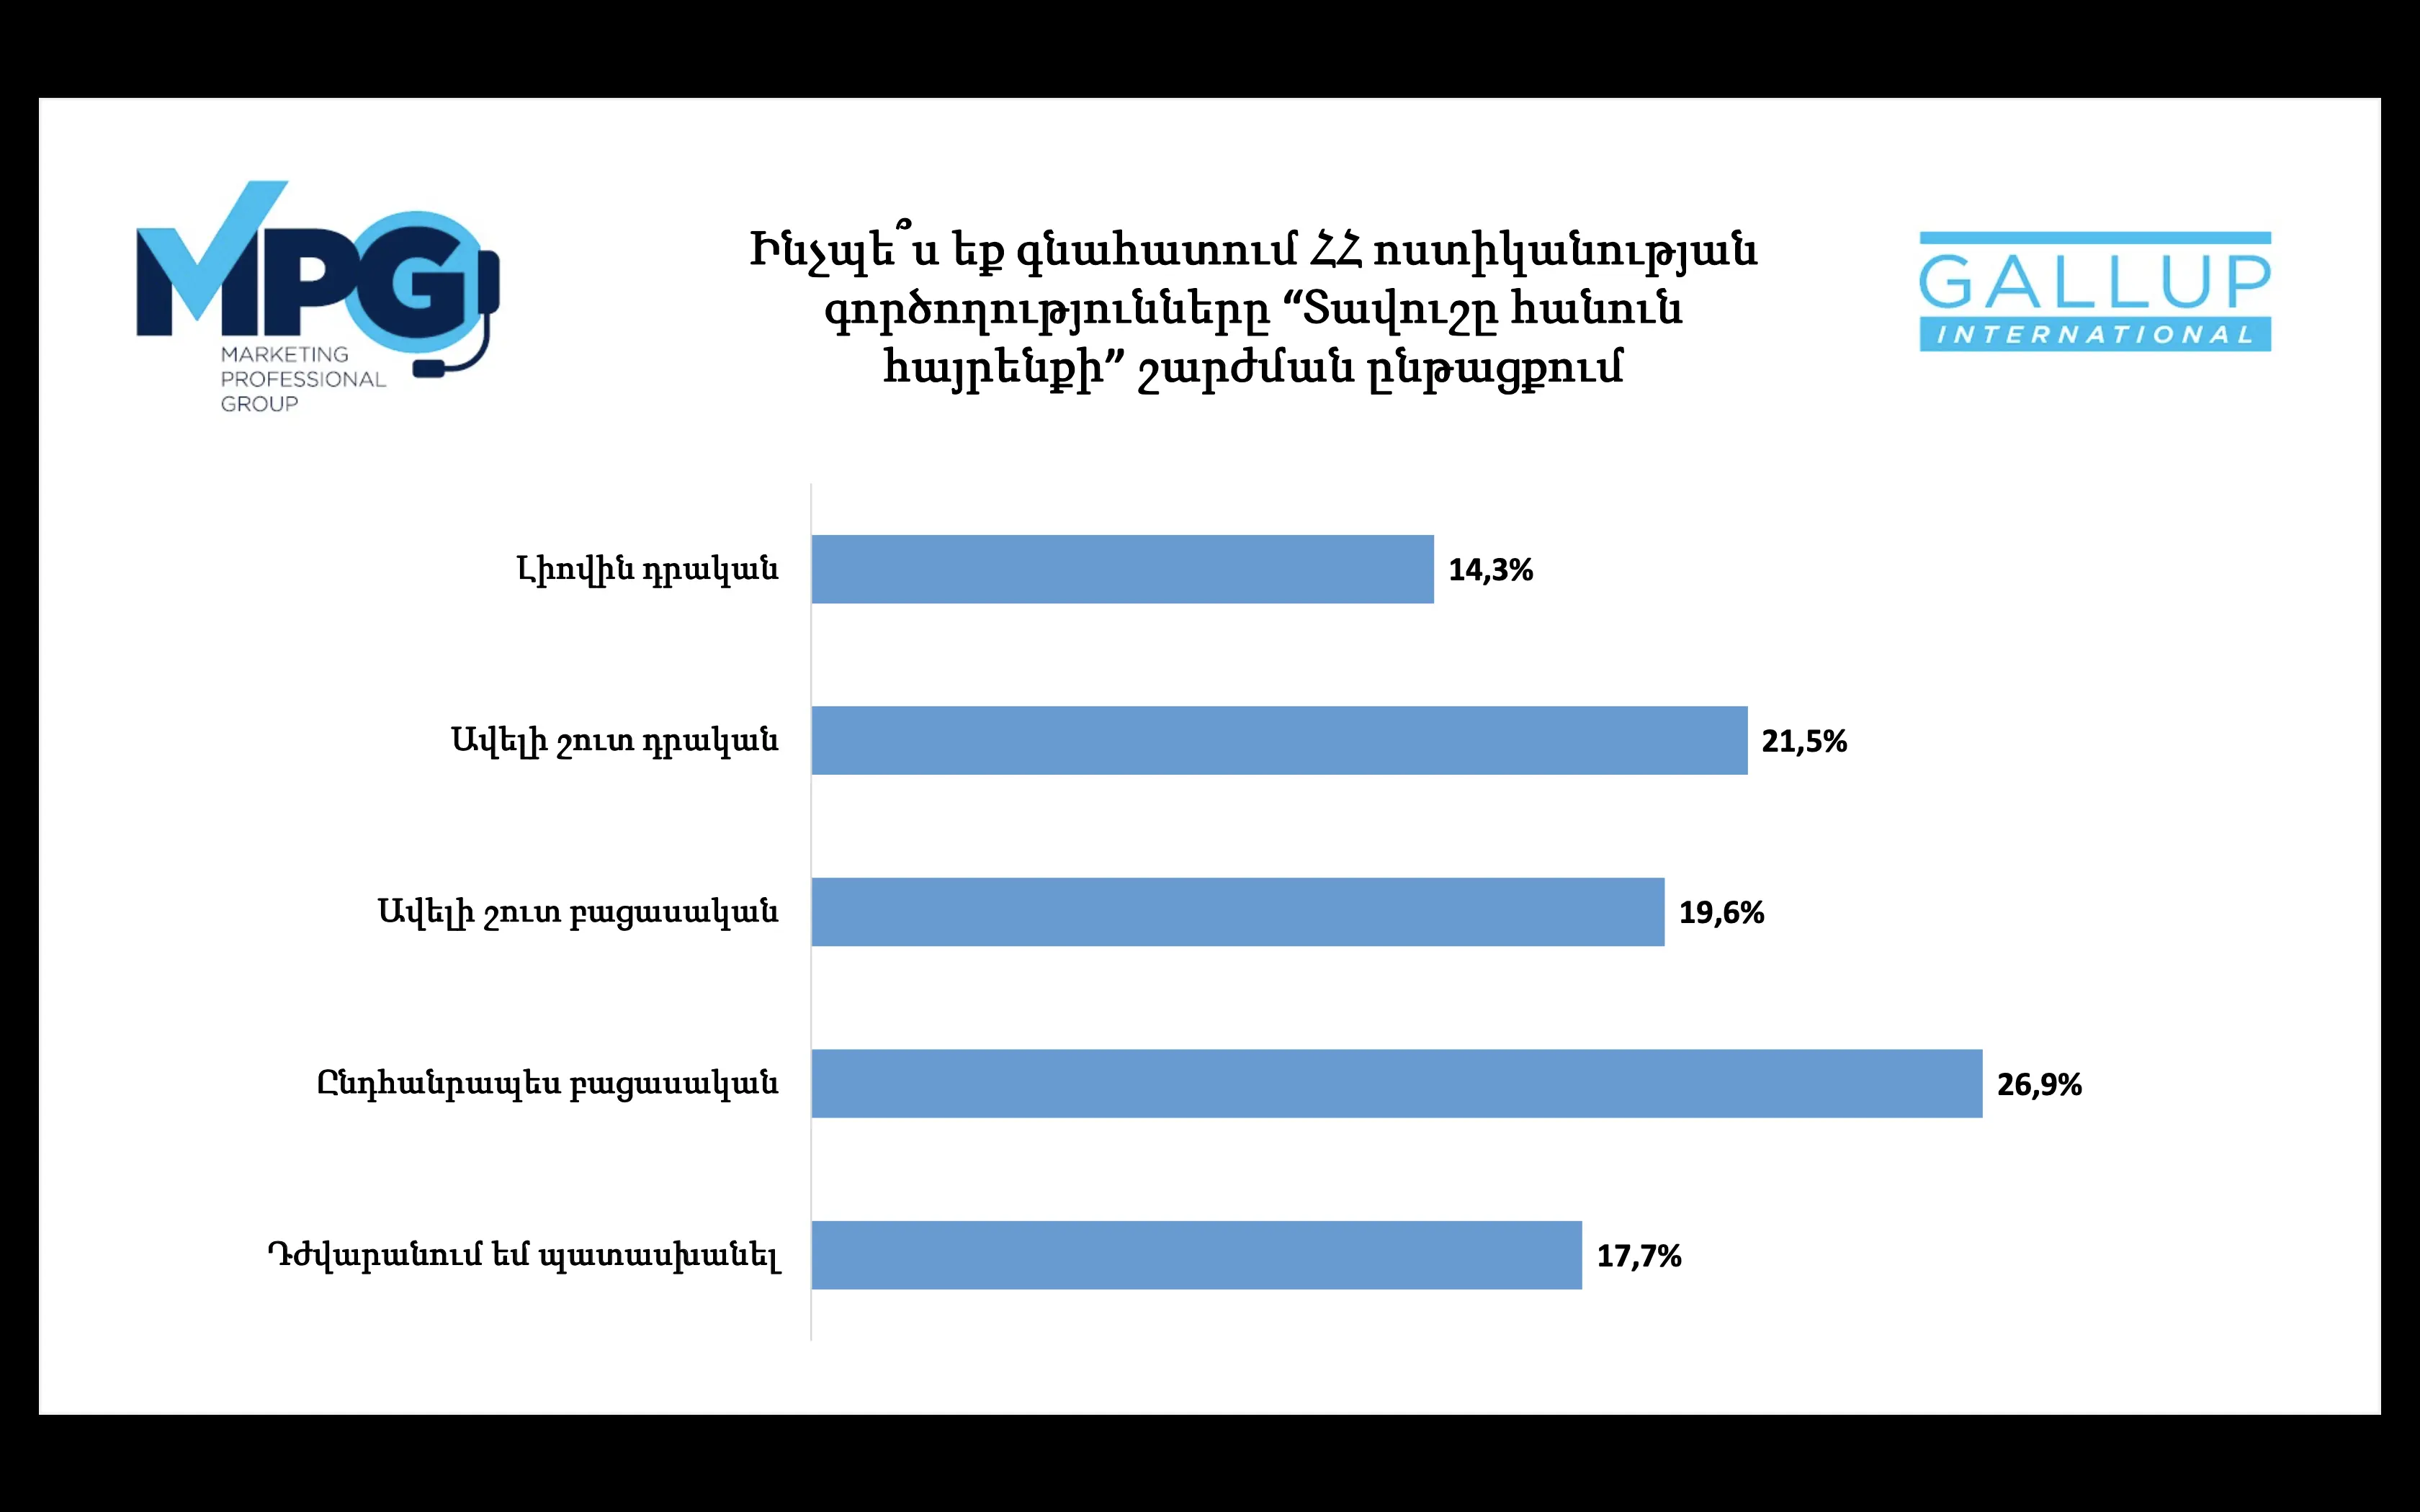 MPG
MARKETING
PROFESSIONAL
GROUP
Ինչպե՞ս եք գնահատում ՀՀ ոստիկանության
գործողությունները “Տավուշը հանուն
հայրենքի” շարժման ընթացքում
GALLUP
INTERNATIONAL
Լիովին դրական 14,3%
Ավելի շուտ դրական 21,5%
Ավելի շուտ բացասական 19,6%
Ընդհանրապես բացասական 26,9%
Դժվարանում եմ պատասխանել 17,7%